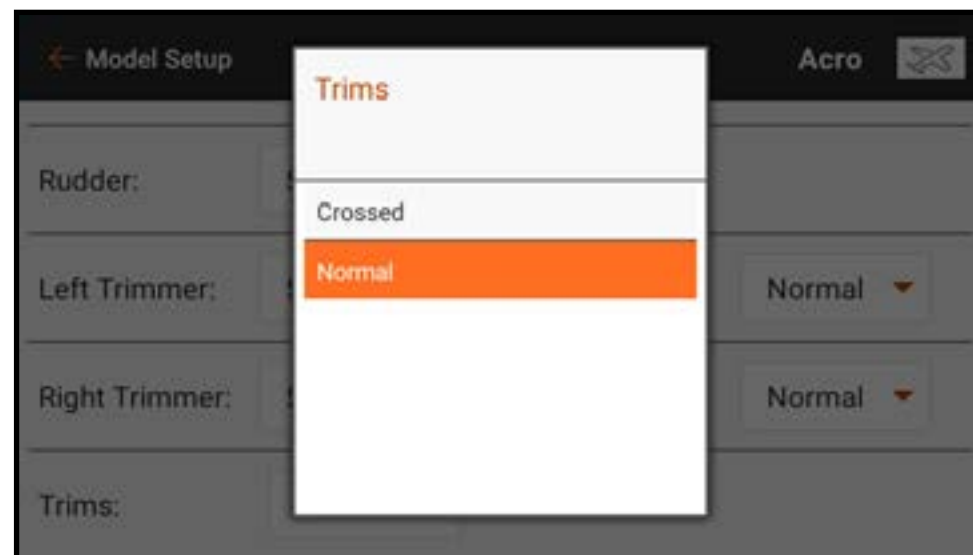 ← Model Setup
Acro
Trims
Rudder:
Crossed
Normal
Left Trimmer:
Normal
Right Trimmer:
Normal
Trims: